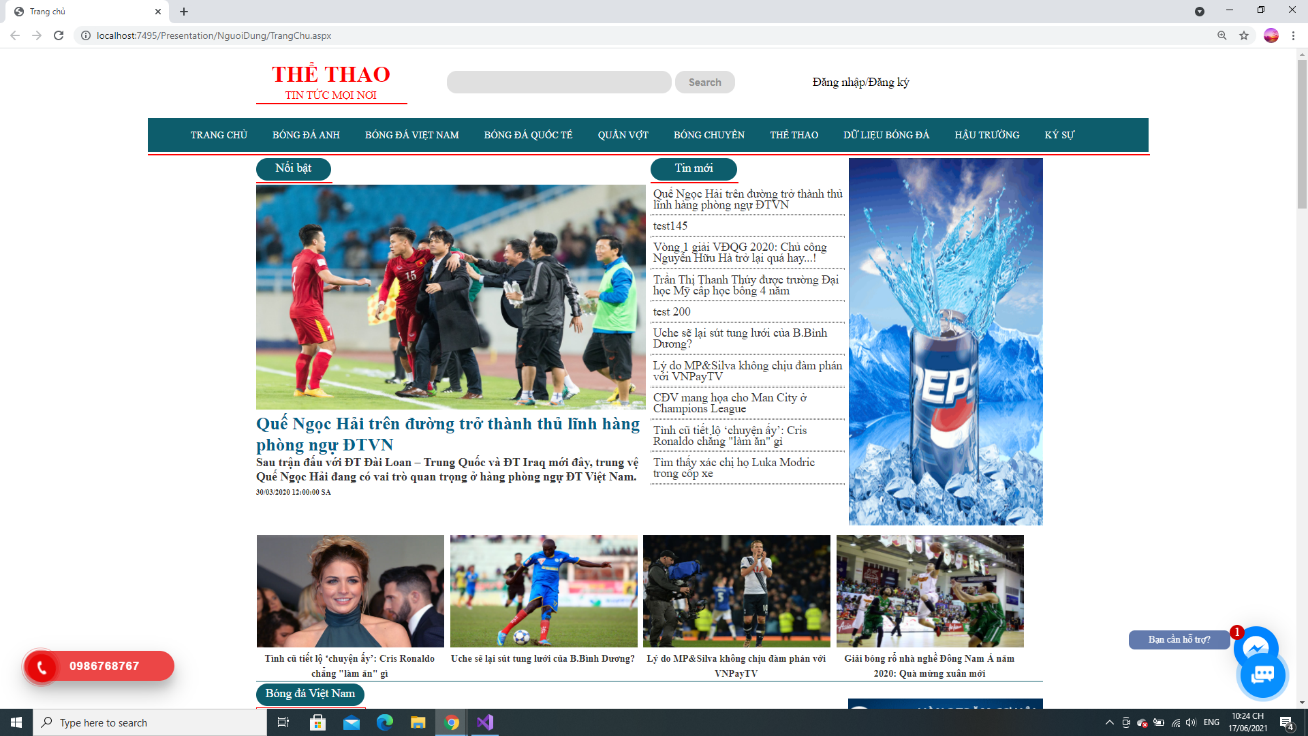 Trang chủ
localhost:7495/Presentation/NguoiDung/TrangChu.aspx
THỂ THAO
TIN TỨC MỌI NƠI
Search
Đăng nhập/Đăng ký
TRANG CHỦ BÓNG ĐÁ ANH BÓNG ĐÁ VIỆT NAM BÓNG ĐÁ QUỐC TẾ QUẦN VỢT BÓNG CHUYỀN THỂ THAO DỮ LIỆU BÓNG ĐÁ HẬU TRƯỜNG KÝ SỰ
Nổi bật
Quế Ngọc Hải trên đường trở thành thủ lĩnh hàng
phòng ngự ĐTVN
Sau trận đấu với ĐT Đài Loan – Trung Quốc và ĐT Iraq mới đây, trung vệ
Quế Ngọc Hải đang có vai trò quan trọng ở hàng phòng ngự ĐT Việt Nam.
30/03/2020 12:00:00 SA
Tin mới
Quế Ngọc Hải trên đường trở thành thủ
lĩnh hàng phòng ngự ĐTVN
test145
Vòng 1 giải VĐQG 2020: Chủ công
Nguyễn Hữu Hà trở lại quá hay...!
Trần Thị Thanh Thúy được trường Đại
học Mỹ cấp học bổng 4 năm
test 200
Uche sẽ lại sút tung lưới của B.Bình
Dương?
Lý do MP&Silva không chịu đàm phán
với VNPayTV
CĐV mang họa cho Man City ở
Champions League
Tình cũ tiết lộ ‘chuyện ấy’: Cris
Ronaldo chẳng "làm ăn" gì
Tìm thấy xác chị họ Luka Modric
trong cốp xe
15
PEPSI
Tình cũ tiết lộ ‘chuyện ấy’: Cris Ronaldo
chẳng "làm ăn" gì
Uche sẽ lại sút tung lưới của B.Bình Dương?
Lý do MP&Silva không chịu đàm phán với
VNPayTV
Giải bóng rổ nhà nghề Đông Nam Á năm
2020: Quà mừng xuân mới
Bạn cần hỗ trợ?
1
0986768767
Bóng đá Việt Nam
Type here to search
ENG
10:24 CH
17/06/2021
4